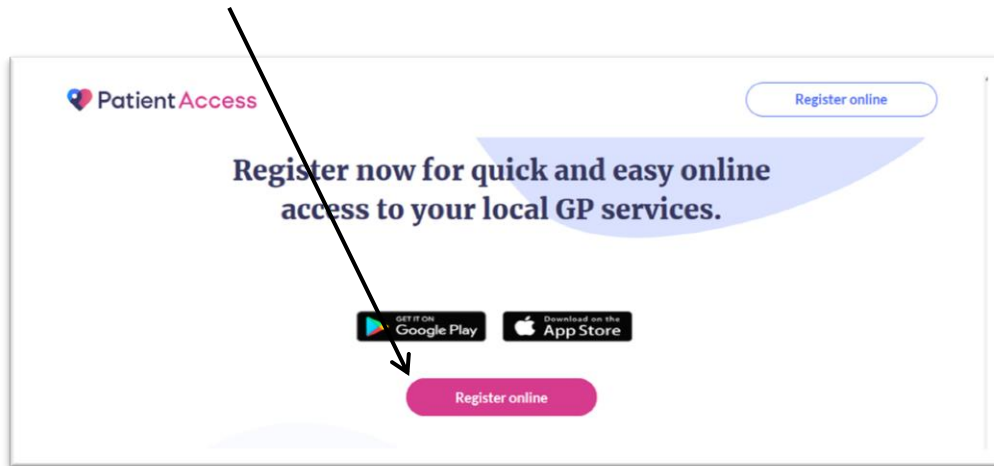 Patient Access
Register online
Register now for quick and easy online
access to your local GP services.
GET IT ON
Google Play
Download on the
App Store
Register online